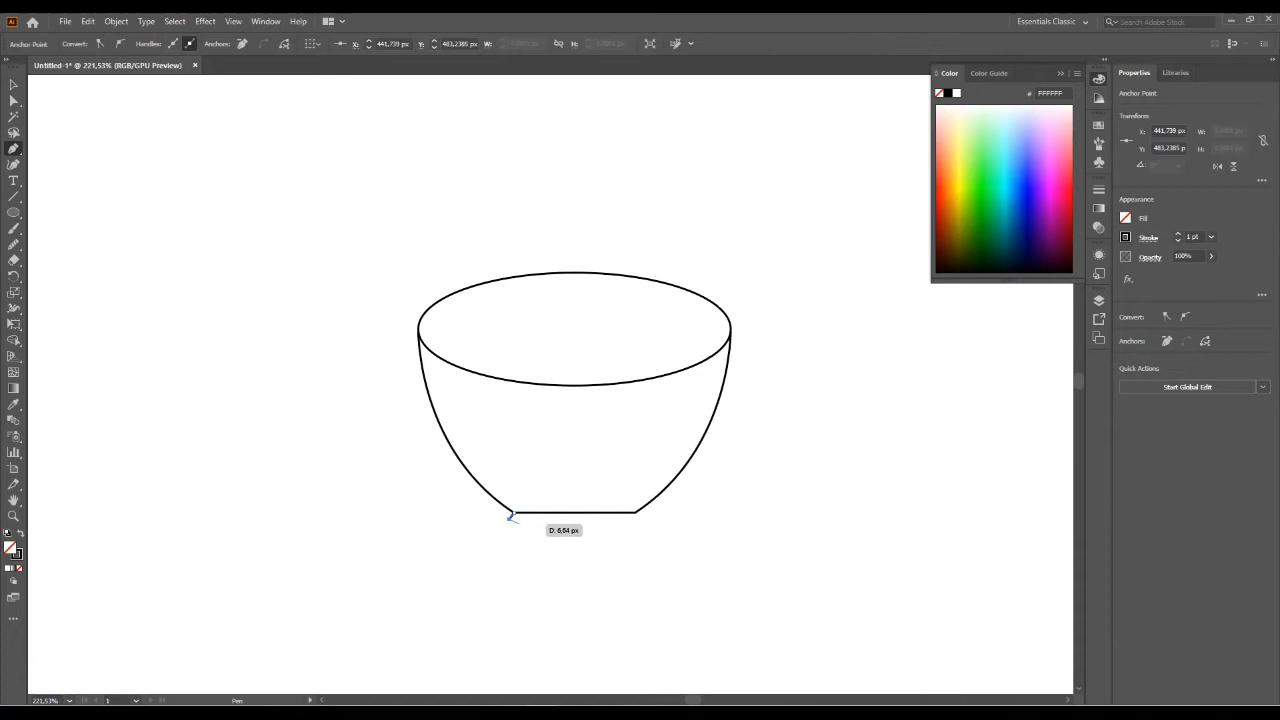 Ai File Edit Object Type Select Effect View Window Help Essentials Classic Search Adobe Stock
Anchor Point Convert: Handles: Anchors: X: 441,739 px Y: 483,2385 px W: H:
Untitled-1* @ 221,53% (RGB/GPU Preview) ×
Color Color Guide
# FFFFFF
Properties Libraries
Anchor Point
Transform
X: 441,739 px W:
Y: 483,2385 p H:
Appearance
Fill
Stroke 1 pt
Opacity 100%
fx.
Convert:
Anchors:
Quick Actions
Start Global Edit
D: 6,64 px
221,53% 1 Pen